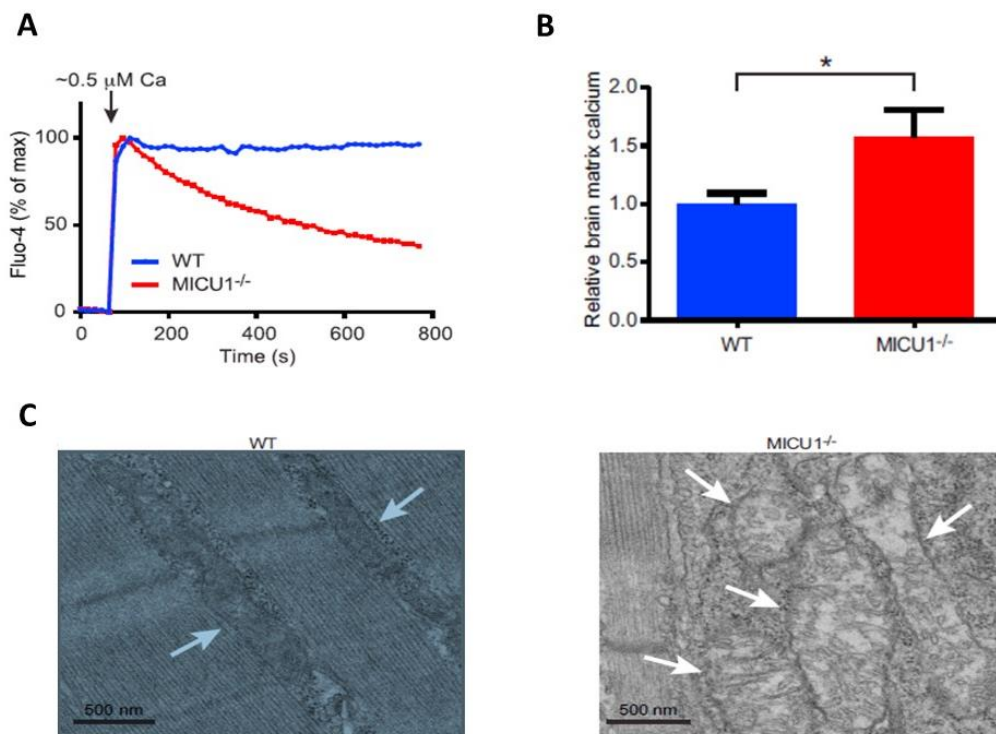 A
~0.5 μM Ca
Fluo-4 (% of max)
100
50
0
WT
MICU1-/-
0
200
400
600
800
Time (s)
B
*
Relative brain matrix calcium
2.0
1.5
1.0
0.5
0.0
WT
MICU1-/-
C
WT
500 nm
MICU1-/-
500 nm